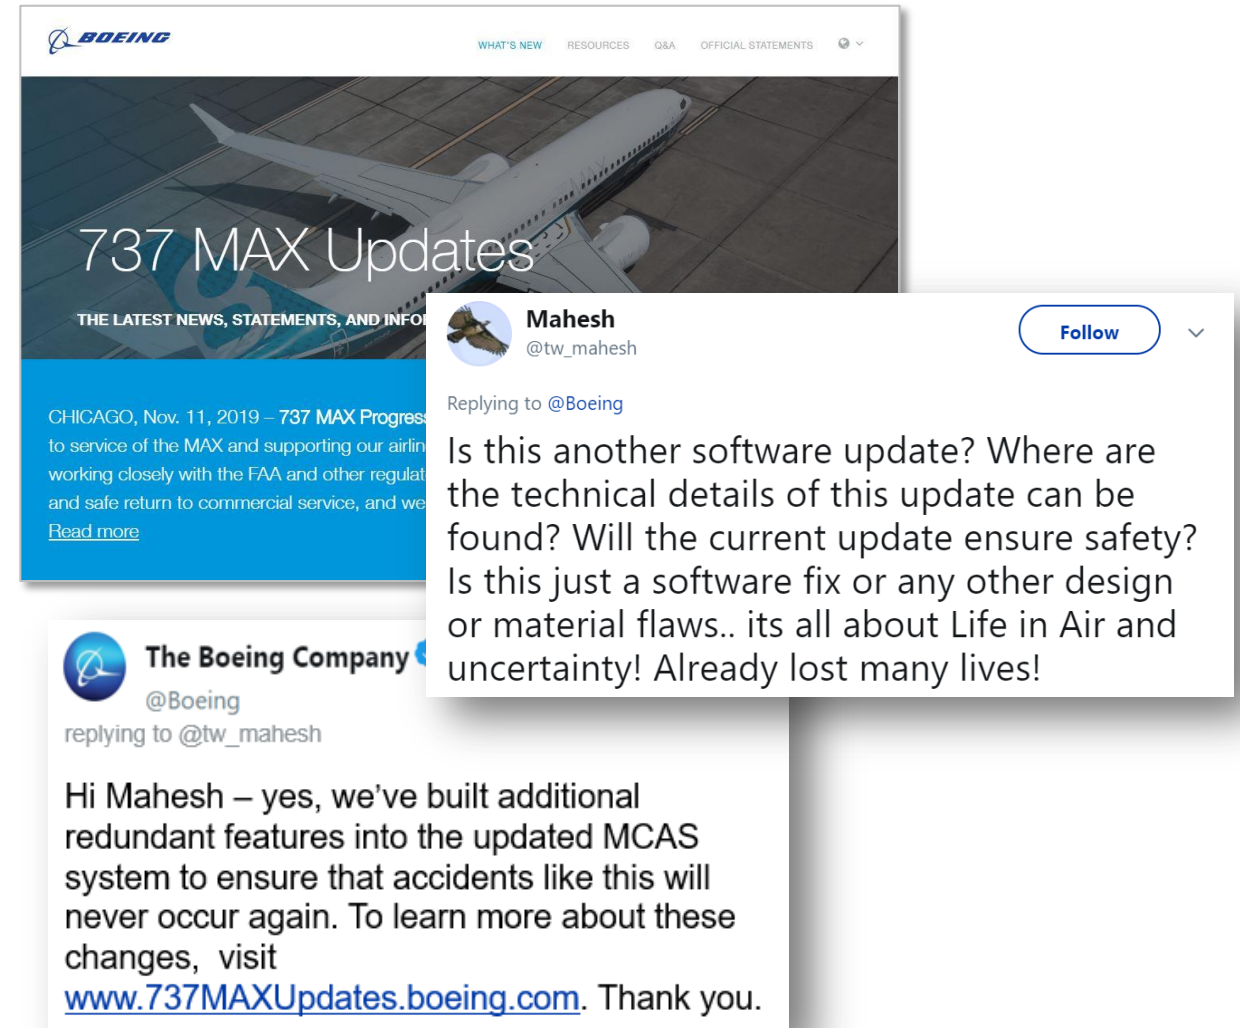 BOEING
WHAT'S NEW RESOURCES Q&A OFFICIAL STATEMENTS
737 MAX Updates
THE LATEST NEWS, STATEMENTS, AND
CHICAGO, Nov. 11, 2019 – 737 MAX Progress
to service of the MAX and supporting our
working closely with the FAA and other
and safe return to commercial service, and we
Read more
Mahesh
@tw_mahesh
Follow
Replying to @Boeing
Is this another software update? Where are
the technical details of this update can be
found? Will the current update ensure safety?
Is this just a software fix or any other design
or material flaws.. its all about Life in Air and
uncertainty! Already lost many lives!
The Boeing Company
@Boeing
replying to @tw_mahesh
Hi Mahesh – yes, we've built additional
redundant features into the updated MCAS
system to ensure that accidents like this will
never occur again. To learn more about these
changes, visit
www.737MAXUpdates.boeing.com. Thank you.